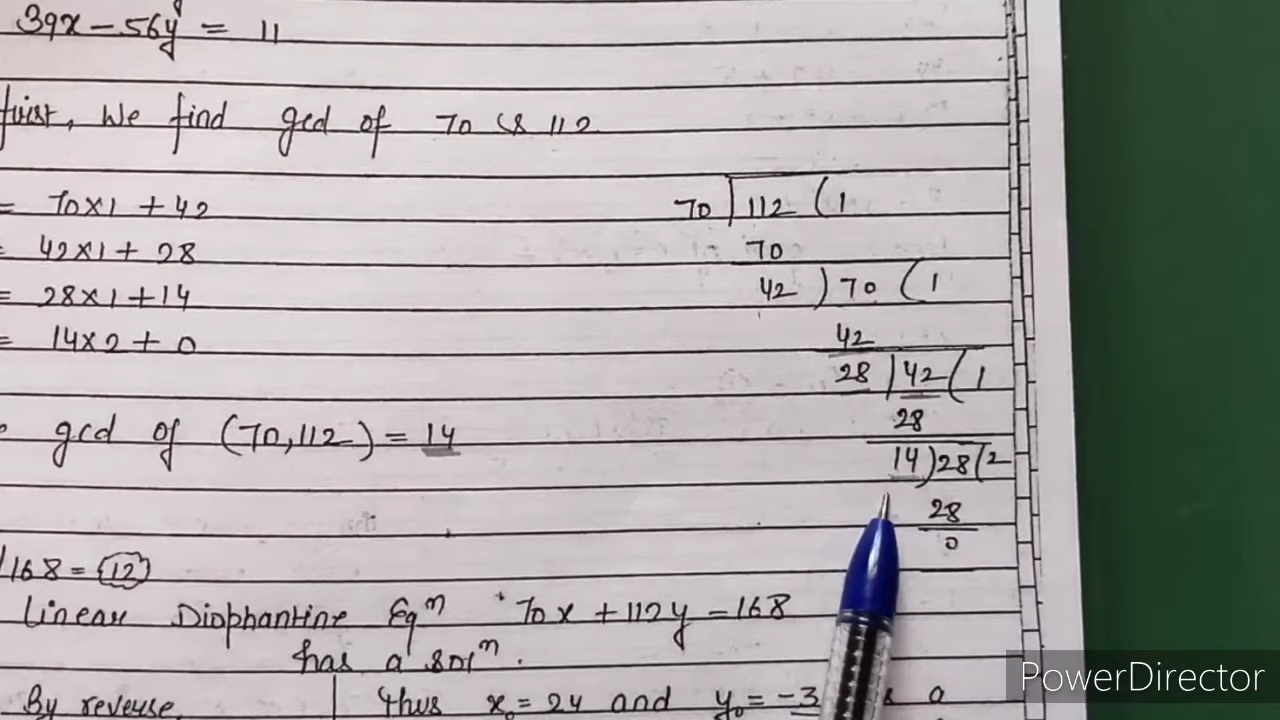 39x - 56y = 11
first, We find gcd of 70 & 112
= 70×1 + 42
= 42×1 + 28
= 28×1 + 14
= 14×2 + 0
gcd of (70,112) = 14
70 | 112 ( 1
70
42 ) 70 ( 1
42
28 | 42 ( 1
28
14 ) 28 ( 2
28
0
168 = 12
Linear Diophantine Eqⁿ 70x + 112y = 168
has a solⁿ.
By reverse, | thus x₀ = 24 and y₀ = -3 a
PowerDirector